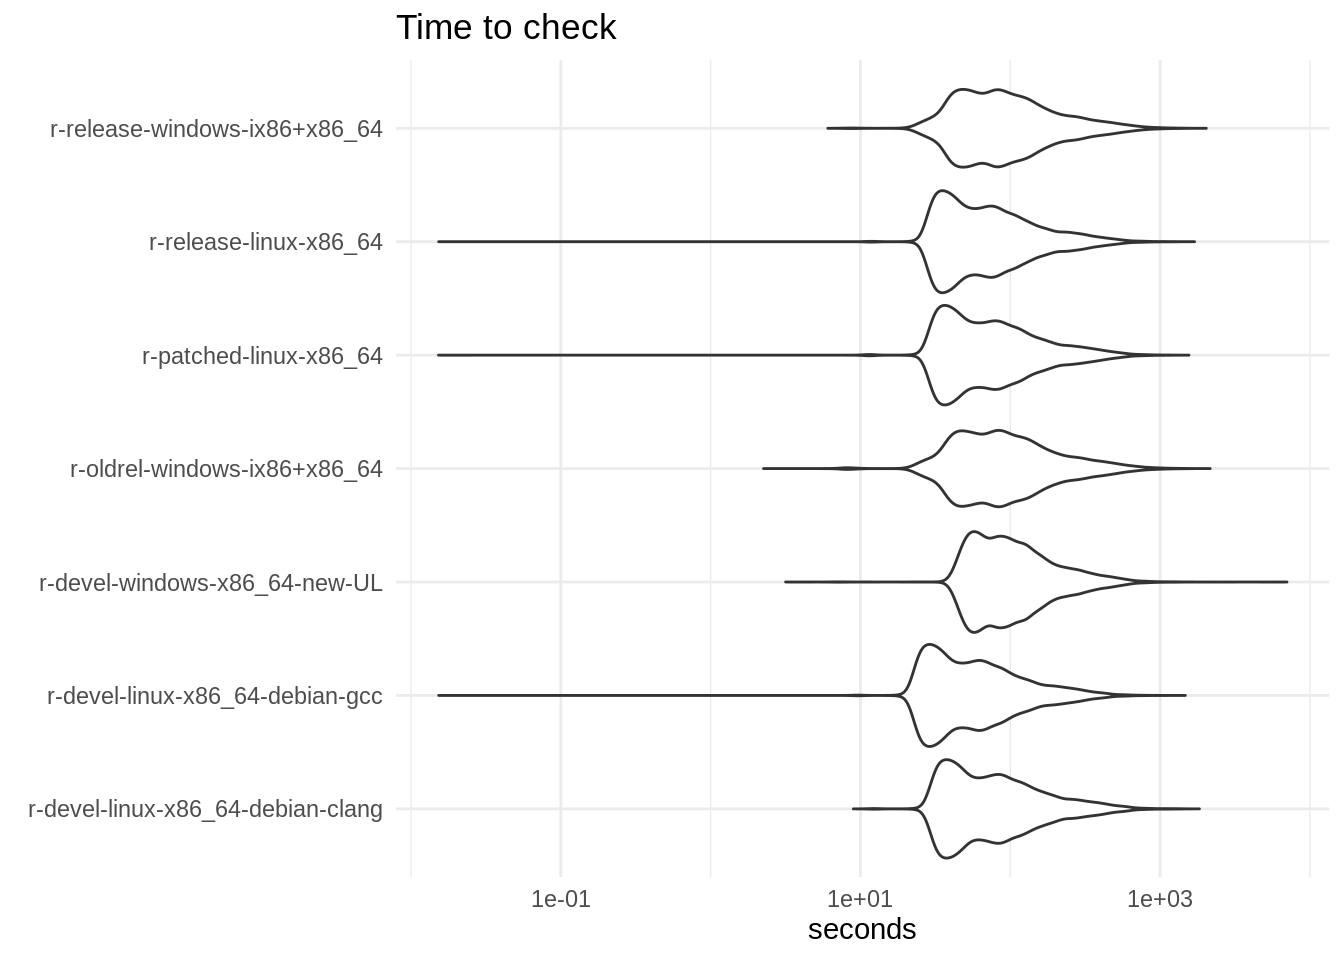 Time to check
r-release-windows-ix86+x86_64
r-release-linux-x86_64
r-patched-linux-x86_64
r-oldrel-windows-ix86+x86_64
r-devel-windows-x86_64-new-UL
r-devel-linux-x86_64-debian-gcc
r-devel-linux-x86_64-debian-clang
1e-01 1e+01 1e+03
seconds